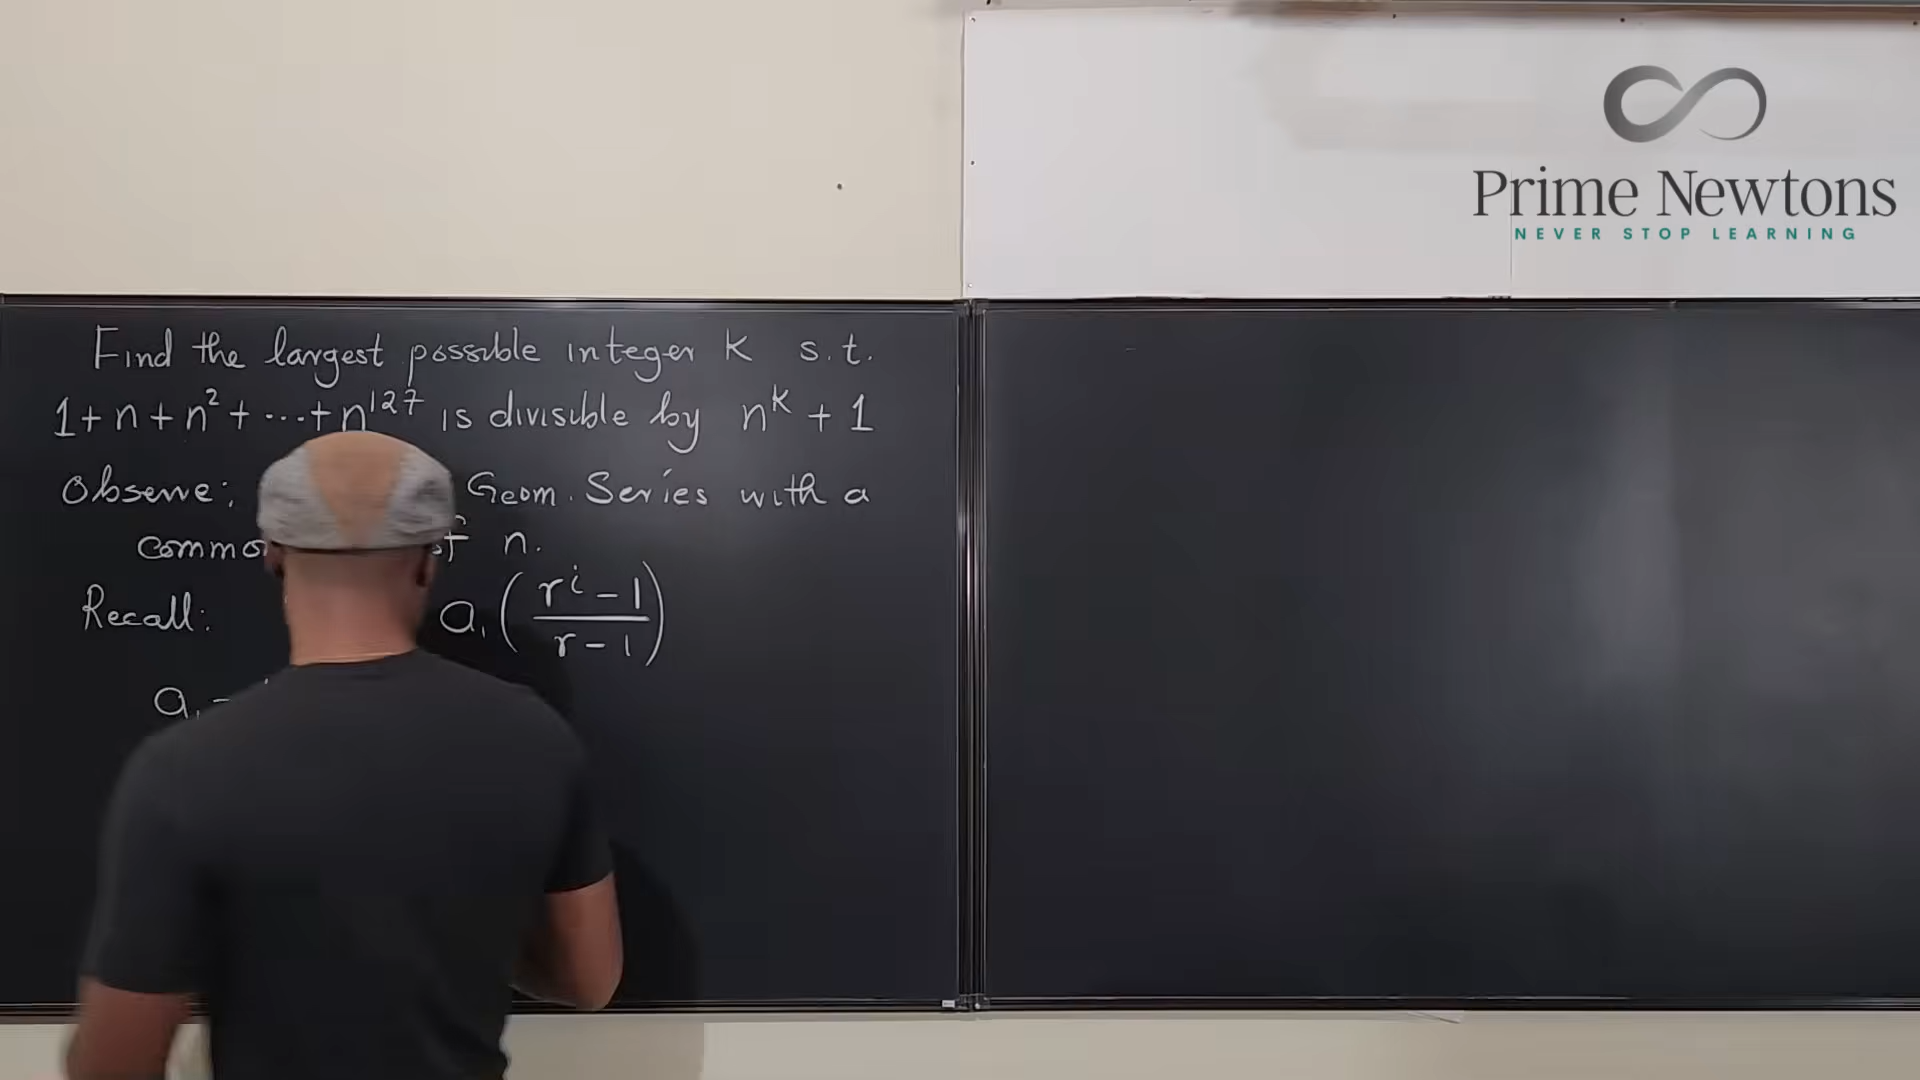 Prime Newtons
NEVER STOP LEARNING
Find the largest possible integer K s.t.
1 + n + n² + ... + n¹²⁷ is divisible by nᴷ + 1
Observe; Geom. Series with a
of n.
Recall: a₁ ( (rⁱ - 1) / (r - 1) )
a₁